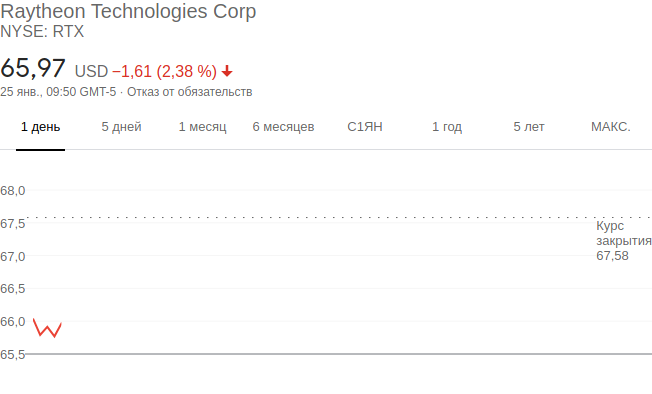 Raytheon Technologies Corp
NYSE: RTX
65,97 USD −1,61 (2,38 %)
25 янв., 09:50 GMT-5 · Отказ от обязательств
1 день 5 дней 1 месяц 6 месяцев С1ЯН 1 год 5 лет МАКС.
68,0
67,5
Курс
закрытия
67,0
67,58
66,5
66,0
65,5